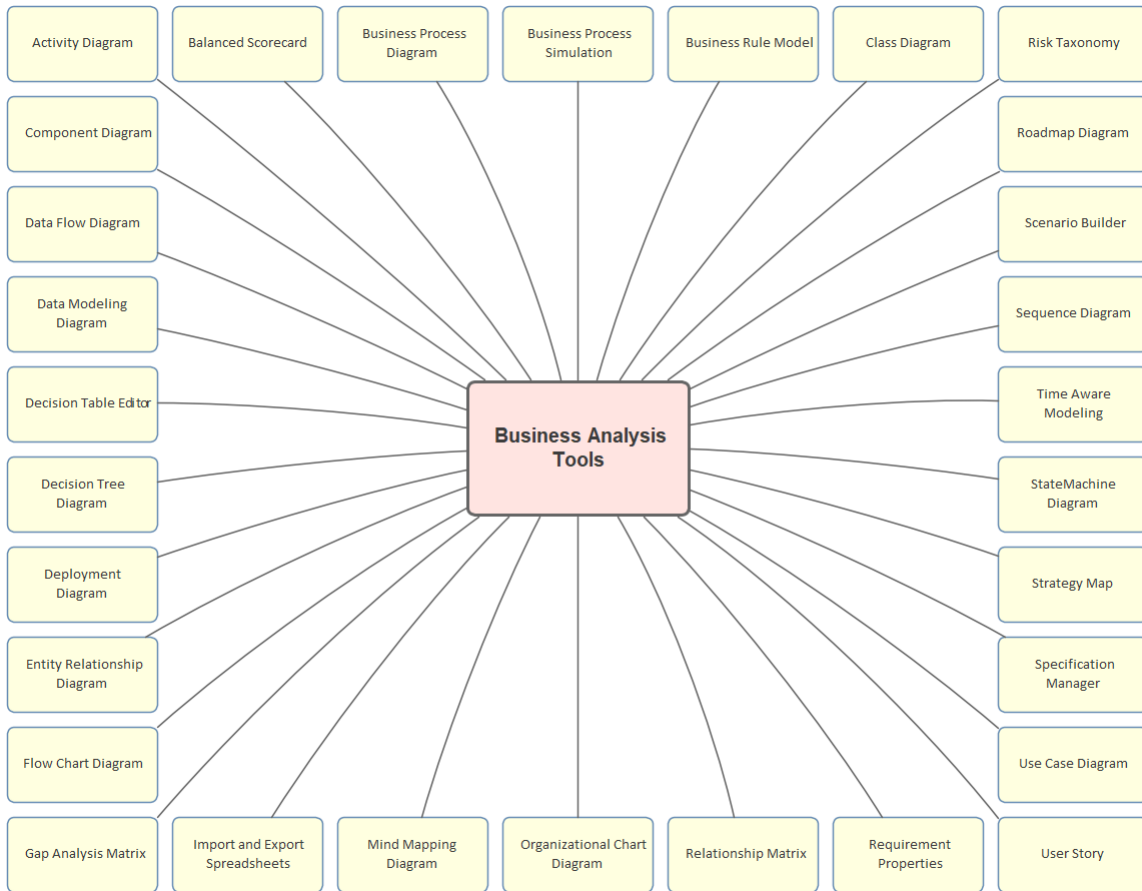 Activity Diagram
Balanced Scorecard
Business Process
Diagram
Business Process
Simulation
Business Rule Model
Class Diagram
Risk Taxonomy
Component Diagram
Roadmap Diagram
Data Flow Diagram
Scenario Builder
Data Modeling
Diagram
Sequence Diagram
Decision Table Editor
Time Aware
Modeling
Business Analysis
Tools
Decision Tree
Diagram
StateMachine
Diagram
Deployment
Diagram
Strategy Map
Entity Relationship
Diagram
Specification
Manager
Flow Chart Diagram
Use Case Diagram
Gap Analysis Matrix
Import and Export
Spreadsheets
Mind Mapping
Diagram
Organizational Chart
Diagram
Relationship Matrix
Requirement
Properties
User Story